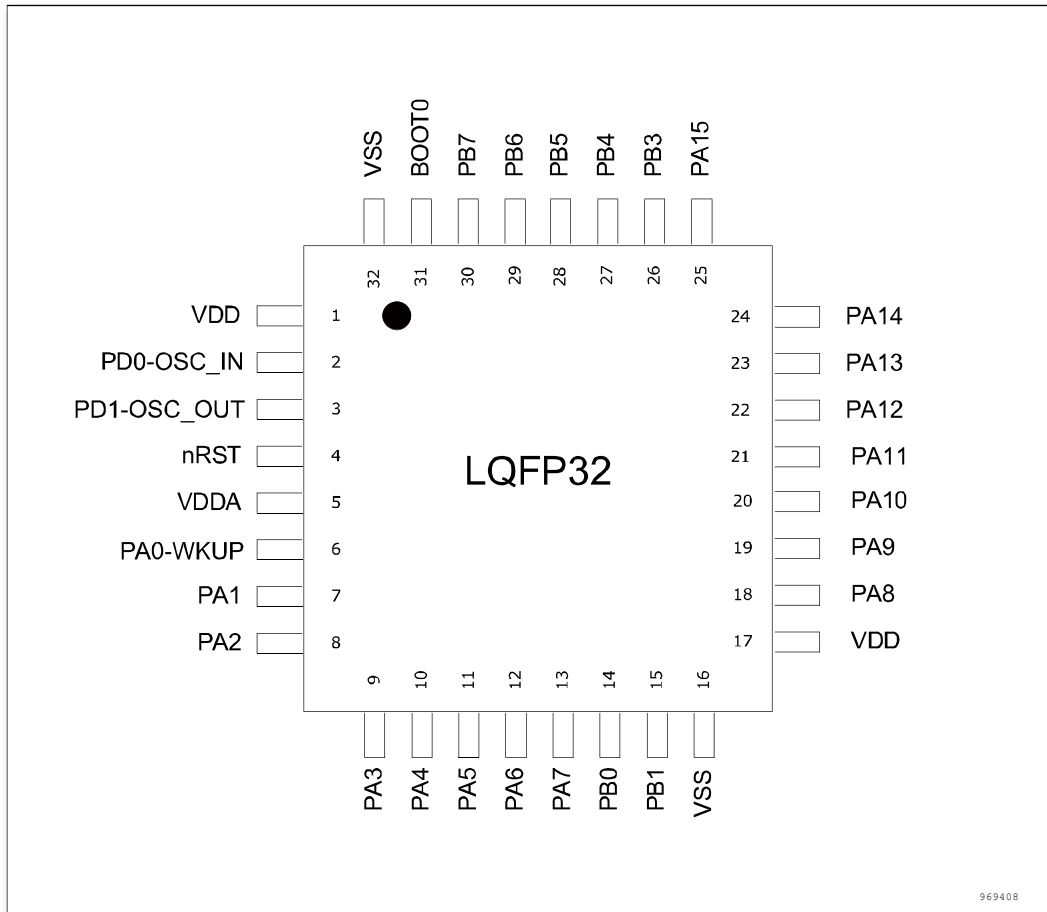 VSS
BOOT0
PB7
PB6
PB5
PB4
PB3
PA15
32
31
30
29
28
27
26
25
VDD 1
PD0-OSC_IN 2
PD1-OSC_OUT 3
nRST 4
VDDA 5
PA0-WKUP 6
PA1 7
PA2 8
LQFP32
24 PA14
23 PA13
22 PA12
21 PA11
20 PA10
19 PA9
18 PA8
17 VDD
9
10
11
12
13
14
15
16
PA3
PA4
PA5
PA6
PA7
PB0
PB1
VSS
969408